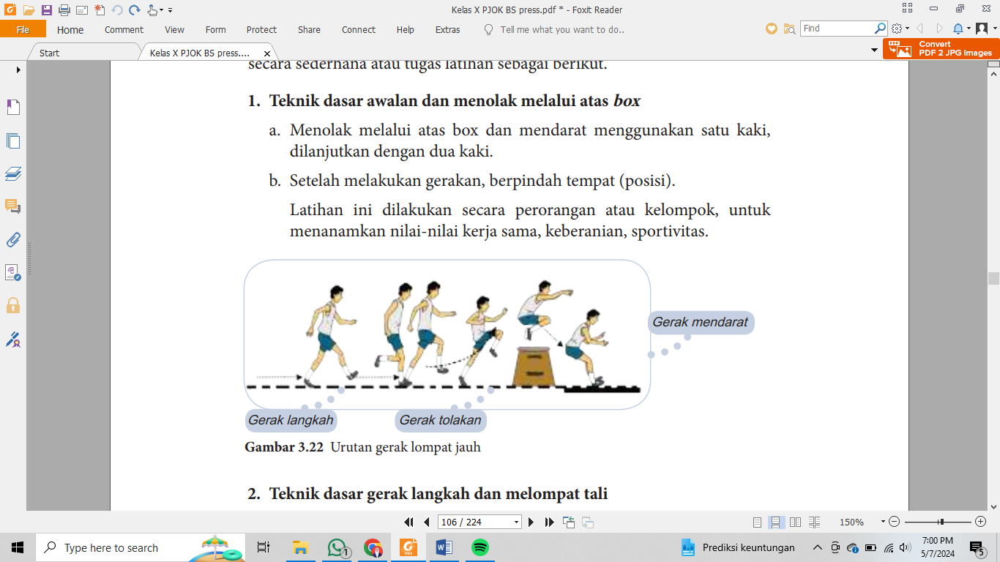 Kelas X PJOK BS press.pdf * - Foxit Reader
File Home Comment View Form Protect Share Connect Help Extras Tell me what you want to do.. Find
Start Kelas X PJOK BS press.... Convert
PDF 2 JPG Images
secara sederhana atau tugas latihan sebagai berikut.
1. Teknik dasar awalan dan menolak melalui atas box
a. Menolak melalui atas box dan mendarat menggunakan satu kaki,
dilanjutkan dengan dua kaki.
b. Setelah melakukan gerakan, berpindah tempat (posisi).
Latihan ini dilakukan secara perorangan atau kelompok, untuk
menanamkan nilai-nilai kerja sama, keberanian, sportivitas.
Gerak mendarat
Gerak langkah Gerak tolakan
Gambar 3.22 Urutan gerak lompat jauh
2. Teknik dasar gerak langkah dan melompat tali
106 / 224 150%
Type here to search Prediksi keuntungan 7:00 PM
5/7/2024